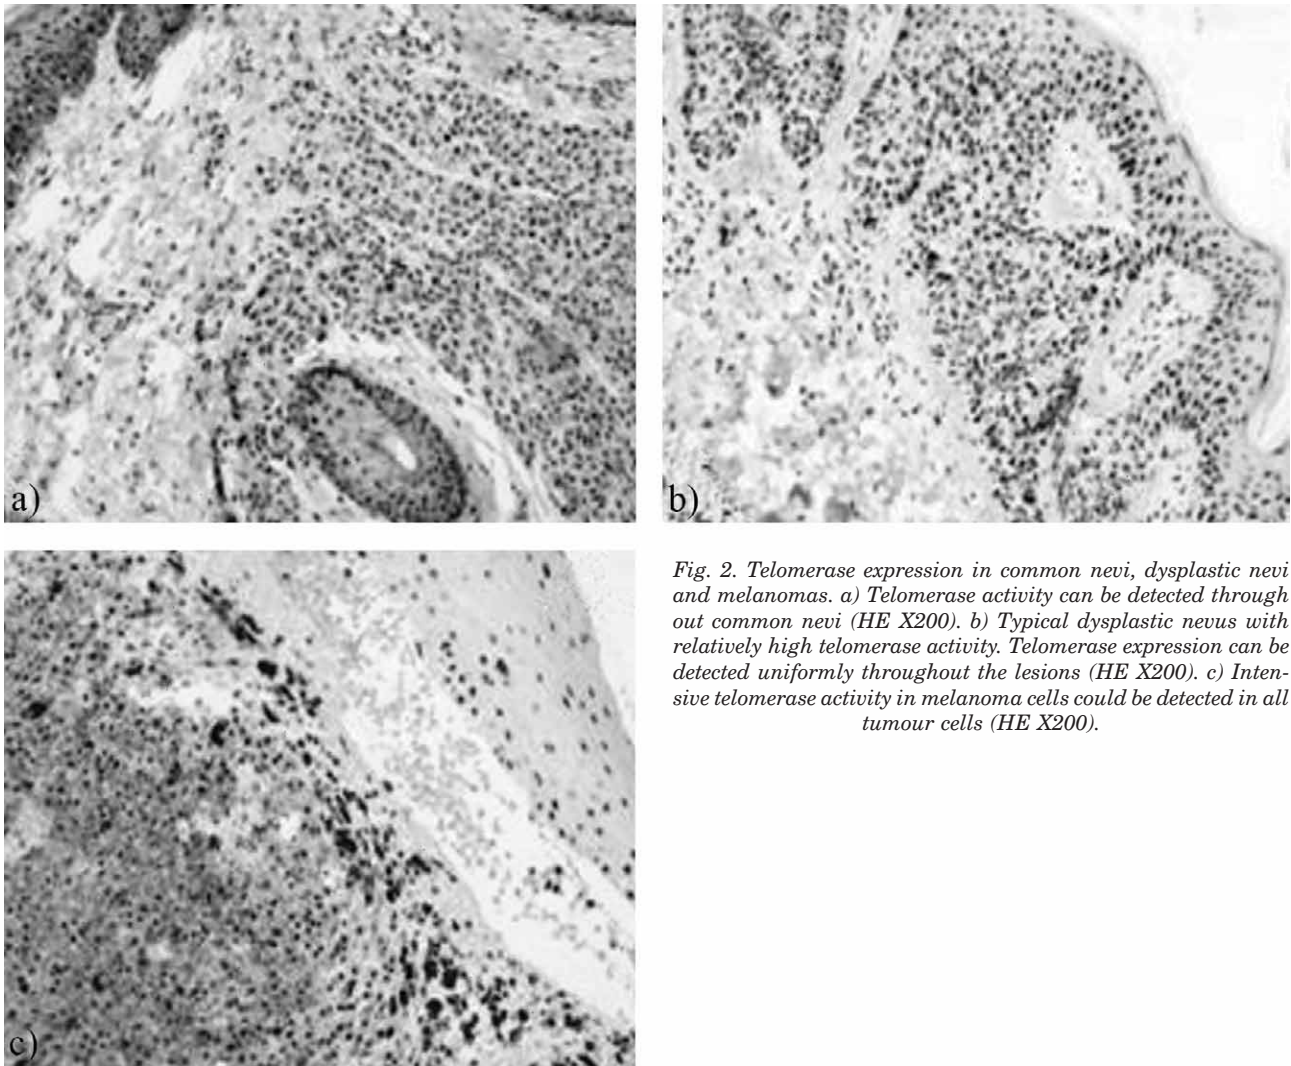 a)
b)
c)
Fig. 2. Telomerase expression in common nevi, dysplastic nevi
and melanomas. a) Telomerase activity can be detected through
out common nevi (HE X200). b) Typical dysplastic nevus with
relatively high telomerase activity. Telomerase expression can be
detected uniformly throughout the lesions (HE X200). c) Inten-
sive telomerase activity in melanoma cells could be detected in all
tumour cells (HE X200).